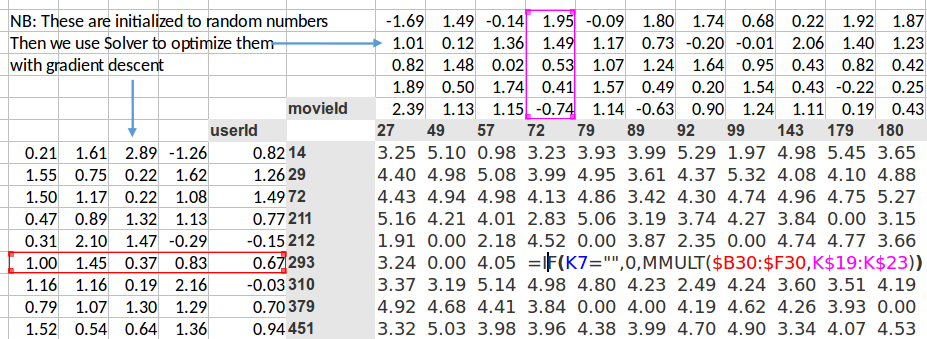 NB: These are initialized to random numbers -1.69 1.49 -0.14 1.95 -0.09 1.80 1.74 0.68 0.22 1.92 1.87
Then we use Solver to optimize them 1.01 0.12 1.36 1.49 1.17 0.73 -0.20 -0.01 2.06 1.40 1.23
with gradient descent 0.82 1.48 0.02 0.53 1.07 1.24 1.64 0.95 0.43 0.82 0.42
1.89 0.50 1.74 0.41 1.57 0.49 0.20 1.54 0.43 -0.22 0.25
movieId 2.39 1.13 1.15 -0.74 1.14 -0.63 0.90 1.24 1.11 0.19 0.43
userId 27 49 57 72 79 89 92 99 143 179 180
0.21 1.61 2.89 -1.26 0.82 14 3.25 5.10 0.98 3.23 3.93 3.99 5.29 1.97 4.98 5.45 3.65
1.55 0.75 0.22 1.62 1.26 29 4.40 4.98 5.08 3.99 4.95 3.61 4.37 5.32 4.08 4.10 4.88
1.50 1.17 0.22 1.08 1.49 72 4.43 4.94 4.98 4.13 4.86 3.42 4.30 4.74 4.96 4.75 5.27
0.47 0.89 1.32 1.13 0.77 211 5.16 4.21 4.01 2.83 5.06 3.19 3.74 4.27 3.84 0.00 3.15
0.31 2.10 1.47 -0.29 -0.15 212 1.91 0.00 2.18 4.52 0.00 3.87 2.35 0.00 4.74 4.77 3.66
1.00 1.45 0.37 0.83 0.67 293 3.24 0.00 4.05 =IF(K7="",0,MMULT($B30:$F30,K$19:K$23))
1.16 1.16 0.19 2.16 -0.03 310 3.37 3.19 5.14 4.98 4.80 4.23 2.49 4.24 3.60 3.51 4.19
0.79 1.07 1.30 1.29 0.70 379 4.92 4.68 4.41 3.84 0.00 4.00 4.19 4.62 4.26 3.93 0.00
1.52 0.54 0.64 1.36 0.94 451 3.32 5.03 3.98 3.96 4.38 3.99 4.70 4.90 3.34 4.07 4.53